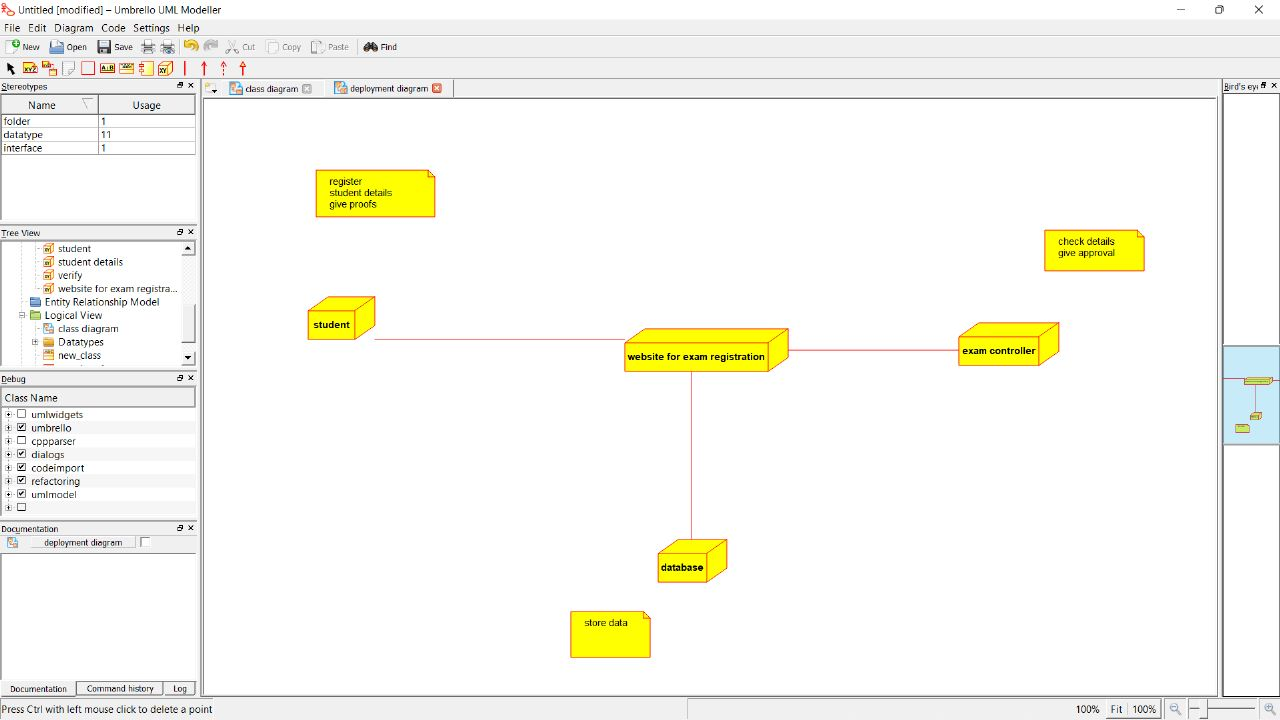 Untitled [modified] – Umbrello UML Modeller
File Edit Diagram Code Settings Help
New Open Save Cut Copy Paste Find
Stereotypes
Name Usage
folder 1
datatype 11
interface 1
Tree View
student
student details
verify
website for exam registra...
Entity Relationship Model
Logical View
class diagram
Datatypes
new_class
Debug
Class Name
umlwidgets
umbrello
cppparser
dialogs
codeimport
refactoring
umlmodel
Documentation
deployment diagram
Documentation Command history Log
class diagram deployment diagram
register
student details
give proofs
check details
give approval
student
website for exam registration
exam controller
database
store data
Bird's ey
Press Ctrl with left mouse click to delete a point
100% Fit 100%